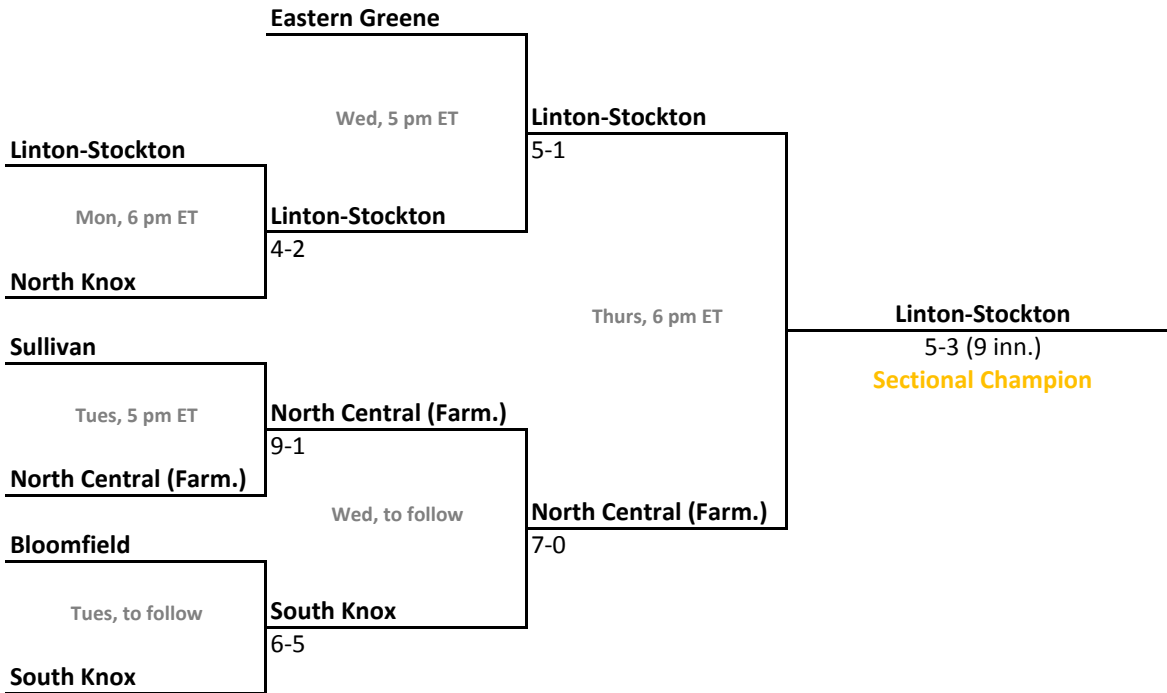 Eastern Greene
Wed, 5 pm ET
Linton-Stockton
5-1
Linton-Stockton
Mon, 6 pm ET
Linton-Stockton
4-2
North Knox
Thurs, 6 pm ET
Linton-Stockton
5-3 (9 inn.)
Sectional Champion
Sullivan
Tues, 5 pm ET
North Central (Farm.)
9-1
North Central (Farm.)
Wed, to follow
North Central (Farm.)
7-0
Bloomfield
Tues, to follow
South Knox
6-5
South Knox